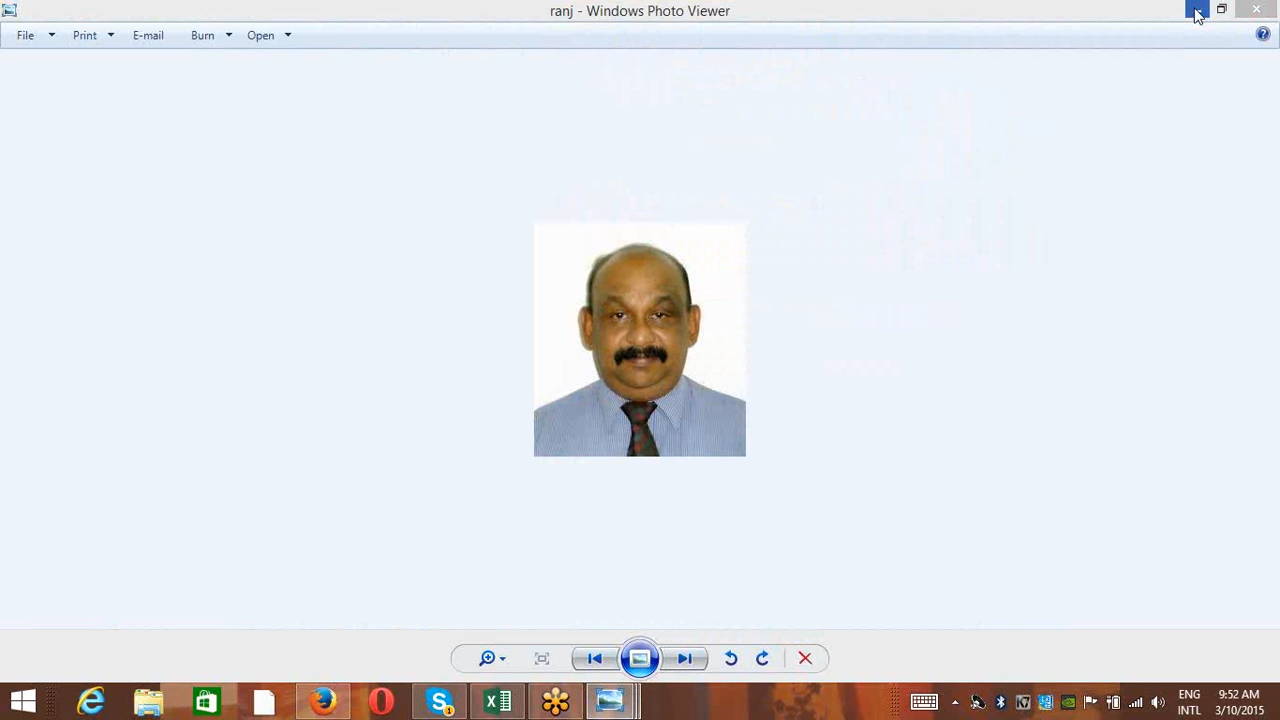 ranj - Windows Photo Viewer
File Print E-mail Burn Open
ENG 9:52 AM
INTL 3/10/2015